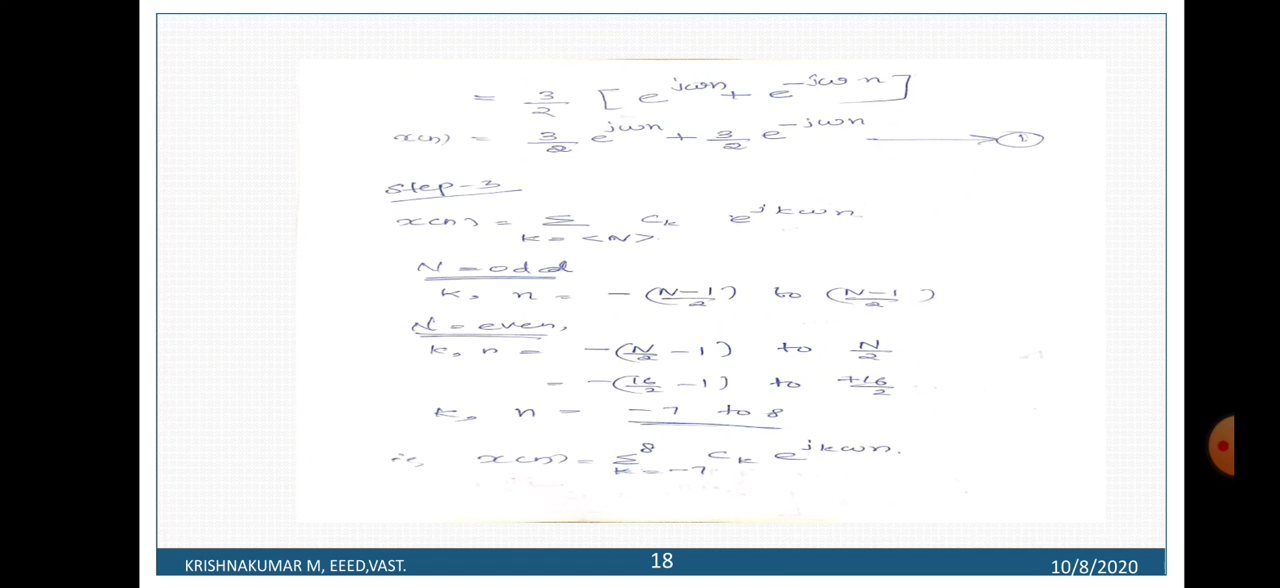 = 3/2 [ e^{jωn} + e^{-jωn} ]
x(n) = 3/2 e^{jωn} + 3/2 e^{-jωn} → 1
Step-3
x(n) = Σ_{k = <N>} C_k e^{jkωn}
N = odd
k, n = -(N-1/2) to (N-1/2)
N = even,
k, n = -(N/2 - 1) to N/2
= -(16/2 - 1) to +16/2
k, n = -7 to 8
ie, x(n) = Σ_{k=-7}^{8} C_k e^{jkωn}.
KRISHNAKUMAR M, EEED,VAST. 18 10/8/2020